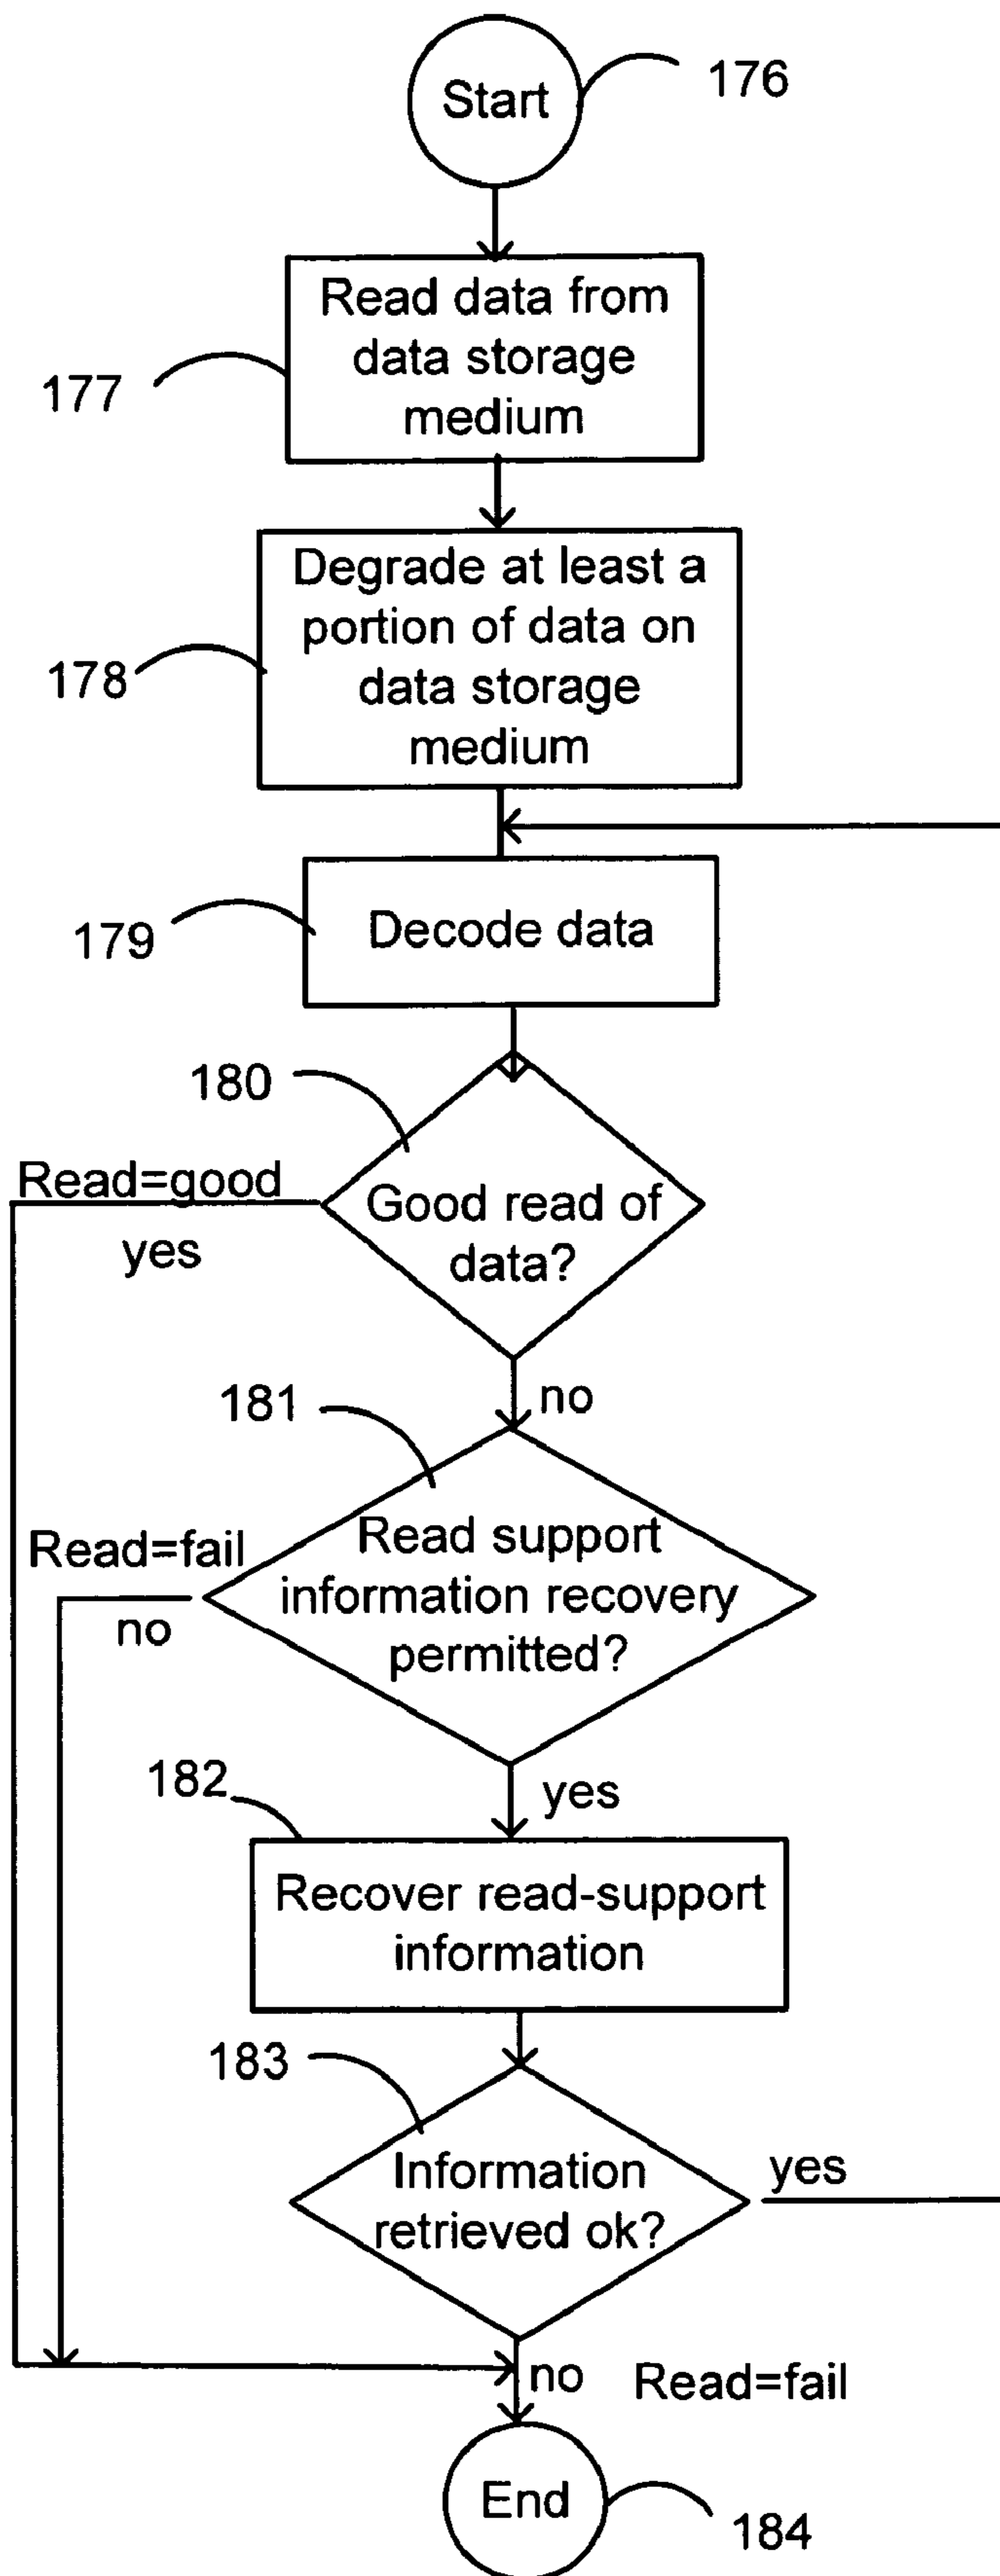 Start
176
Read data from
data storage
medium
177
Degrade at least a
portion of data on
data storage
medium
178
Decode data
179
180
Read=good
yes
Good read of
data?
no
181
Read=fail
no
Read support
information recovery
permitted?
yes
182
Recover read-support
information
183
Information
retrieved ok?
yes
no
Read=fail
End
184